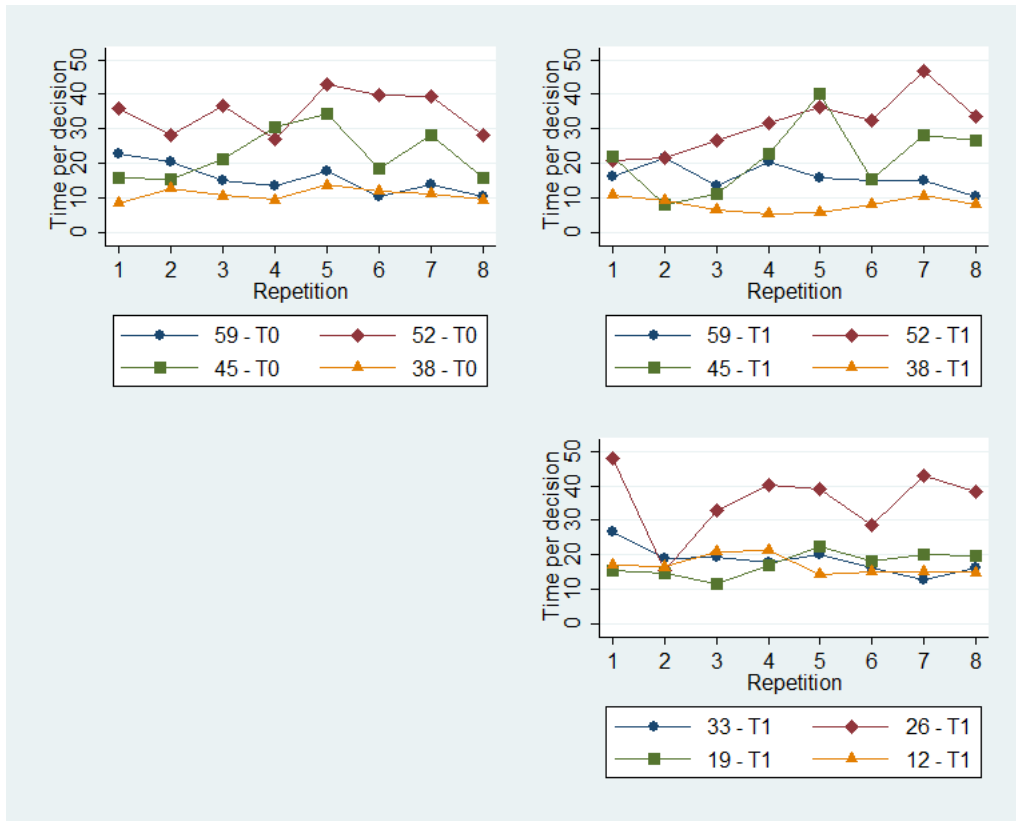 Time per decision
0 10 20 30 40 50
1 2 3 4 5 6 7 8
Repetition
59 - T0 52 - T0
45 - T0 38 - T0
Time per decision
0 10 20 30 40 50
1 2 3 4 5 6 7 8
Repetition
59 - T1 52 - T1
45 - T1 38 - T1
Time per decision
0 10 20 30 40 50
1 2 3 4 5 6 7 8
Repetition
33 - T1 26 - T1
19 - T1 12 - T1